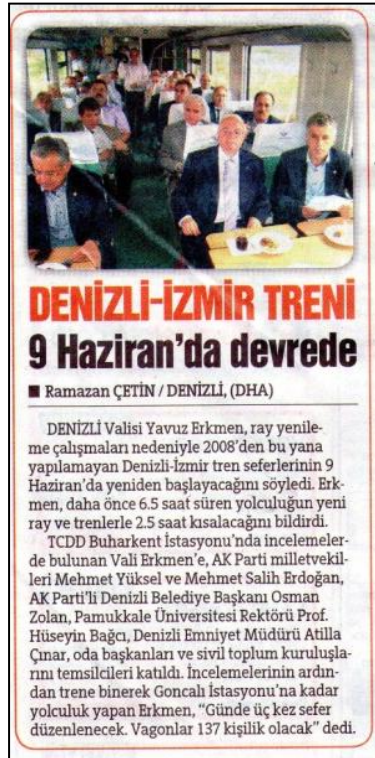 DENİZLİ-İZMİR TRENİ
9 Haziran'da devrede
■ Ramazan ÇETİN / DENİZLİ, (DHA)
DENİZLİ Valisi Yavuz Erkmen, ray yenile-
me çalışmaları nedeniyle 2008'den bu yana
yapılamayan Denizli-İzmir tren seferlerinin 9
Haziran'da yeniden başlayacağını söyledi. Erk-
men, daha önce 6.5 saat süren yolculuğun yeni
ray ve trenlerle 2.5 saat kısalacağını bildirdi.
TCDD Buharkent İstasyonu'nda incelemeler-
de bulunan Vali Erkmen'e, AK Parti milletvekil-
leri Mehmet Yüksel ve Mehmet Salih Erdoğan,
AK Parti'li Denizli Belediye Başkanı Osman
Zolan, Pamukkale Üniversitesi Rektörü Prof.
Hüseyin Bağcı, Denizli Emniyet Müdürü Atilla
Çınar, oda başkanları ve sivil toplum kuruluşla-
rını temsilcileri katıldı. İncelemelerinin ardın-
dan trene binerek Goncalı İstasyonu'na kadar
yolculuk yapan Erkmen, “Günde üç kez sefer
düzenlenecek. Vagonlar 137 kişilik olacak” dedi.